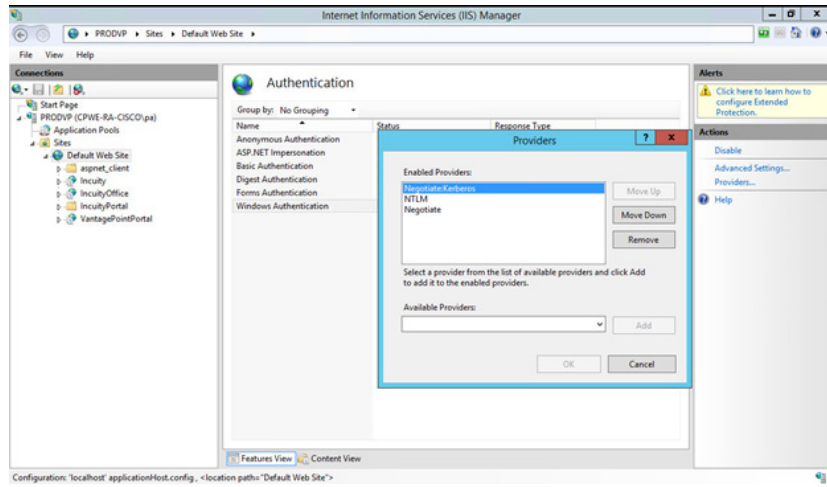 Internet Information Services (IIS) Manager
PRODVP ▸ Sites ▸ Default Web Site ▸
File View Help
Connections
Start Page
PRODVP (CPWE-RA-CISCO\pa)
Application Pools
Sites
Default Web Site
aspnet_client
Incuity
IncuityOffice
IncuityPortal
VantagePointPortal
Authentication
Group by: No Grouping
Name Status Response Type
Anonymous Authentication
ASP.NET Impersonation
Basic Authentication
Digest Authentication
Forms Authentication
Windows Authentication
Providers
? x
Enabled Providers:
Negotiate:Kerberos
NTLM
Negotiate
Move Up
Move Down
Remove
Select a provider from the list of available providers and click Add
to add it to the enabled providers.
Available Providers:
Add
OK Cancel
Features View Content View
Alerts
Click here to learn how to
configure Extended
Protection.
Actions
Disable
Advanced Settings...
Providers...
Help
Configuration: 'localhost' applicationHost.config , <location path="Default Web Site">